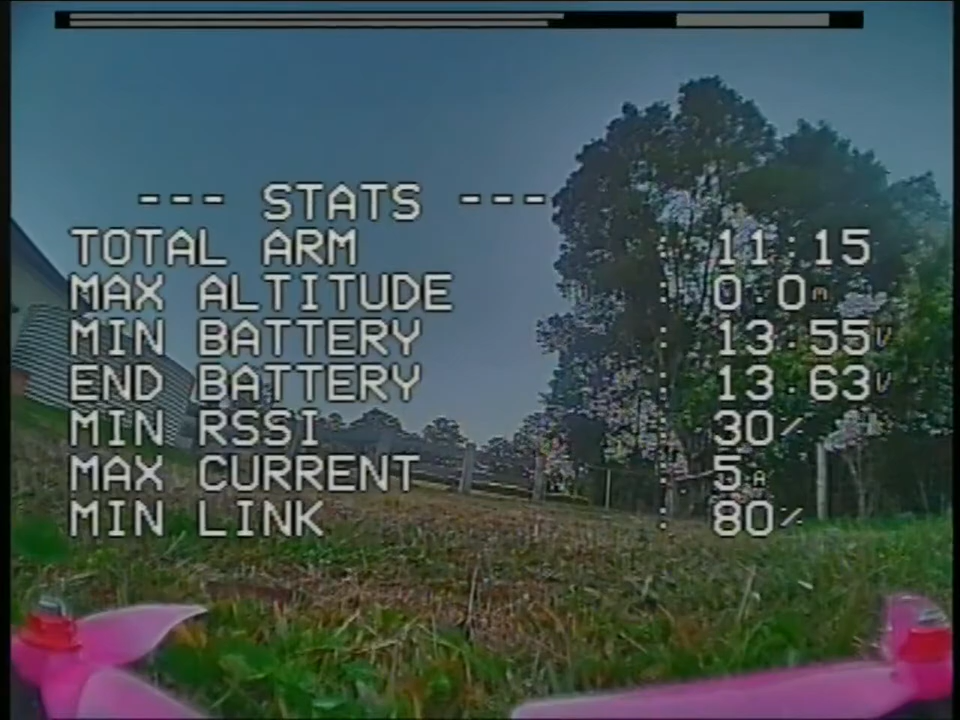 --- STATS ---
TOTAL ARM : 11:15
MAX ALTITUDE : 0.0m
MIN BATTERY : 13.55V
END BATTERY : 13.63V
MIN RSSI : 30%
MAX CURRENT : 5A
MIN LINK : 80%